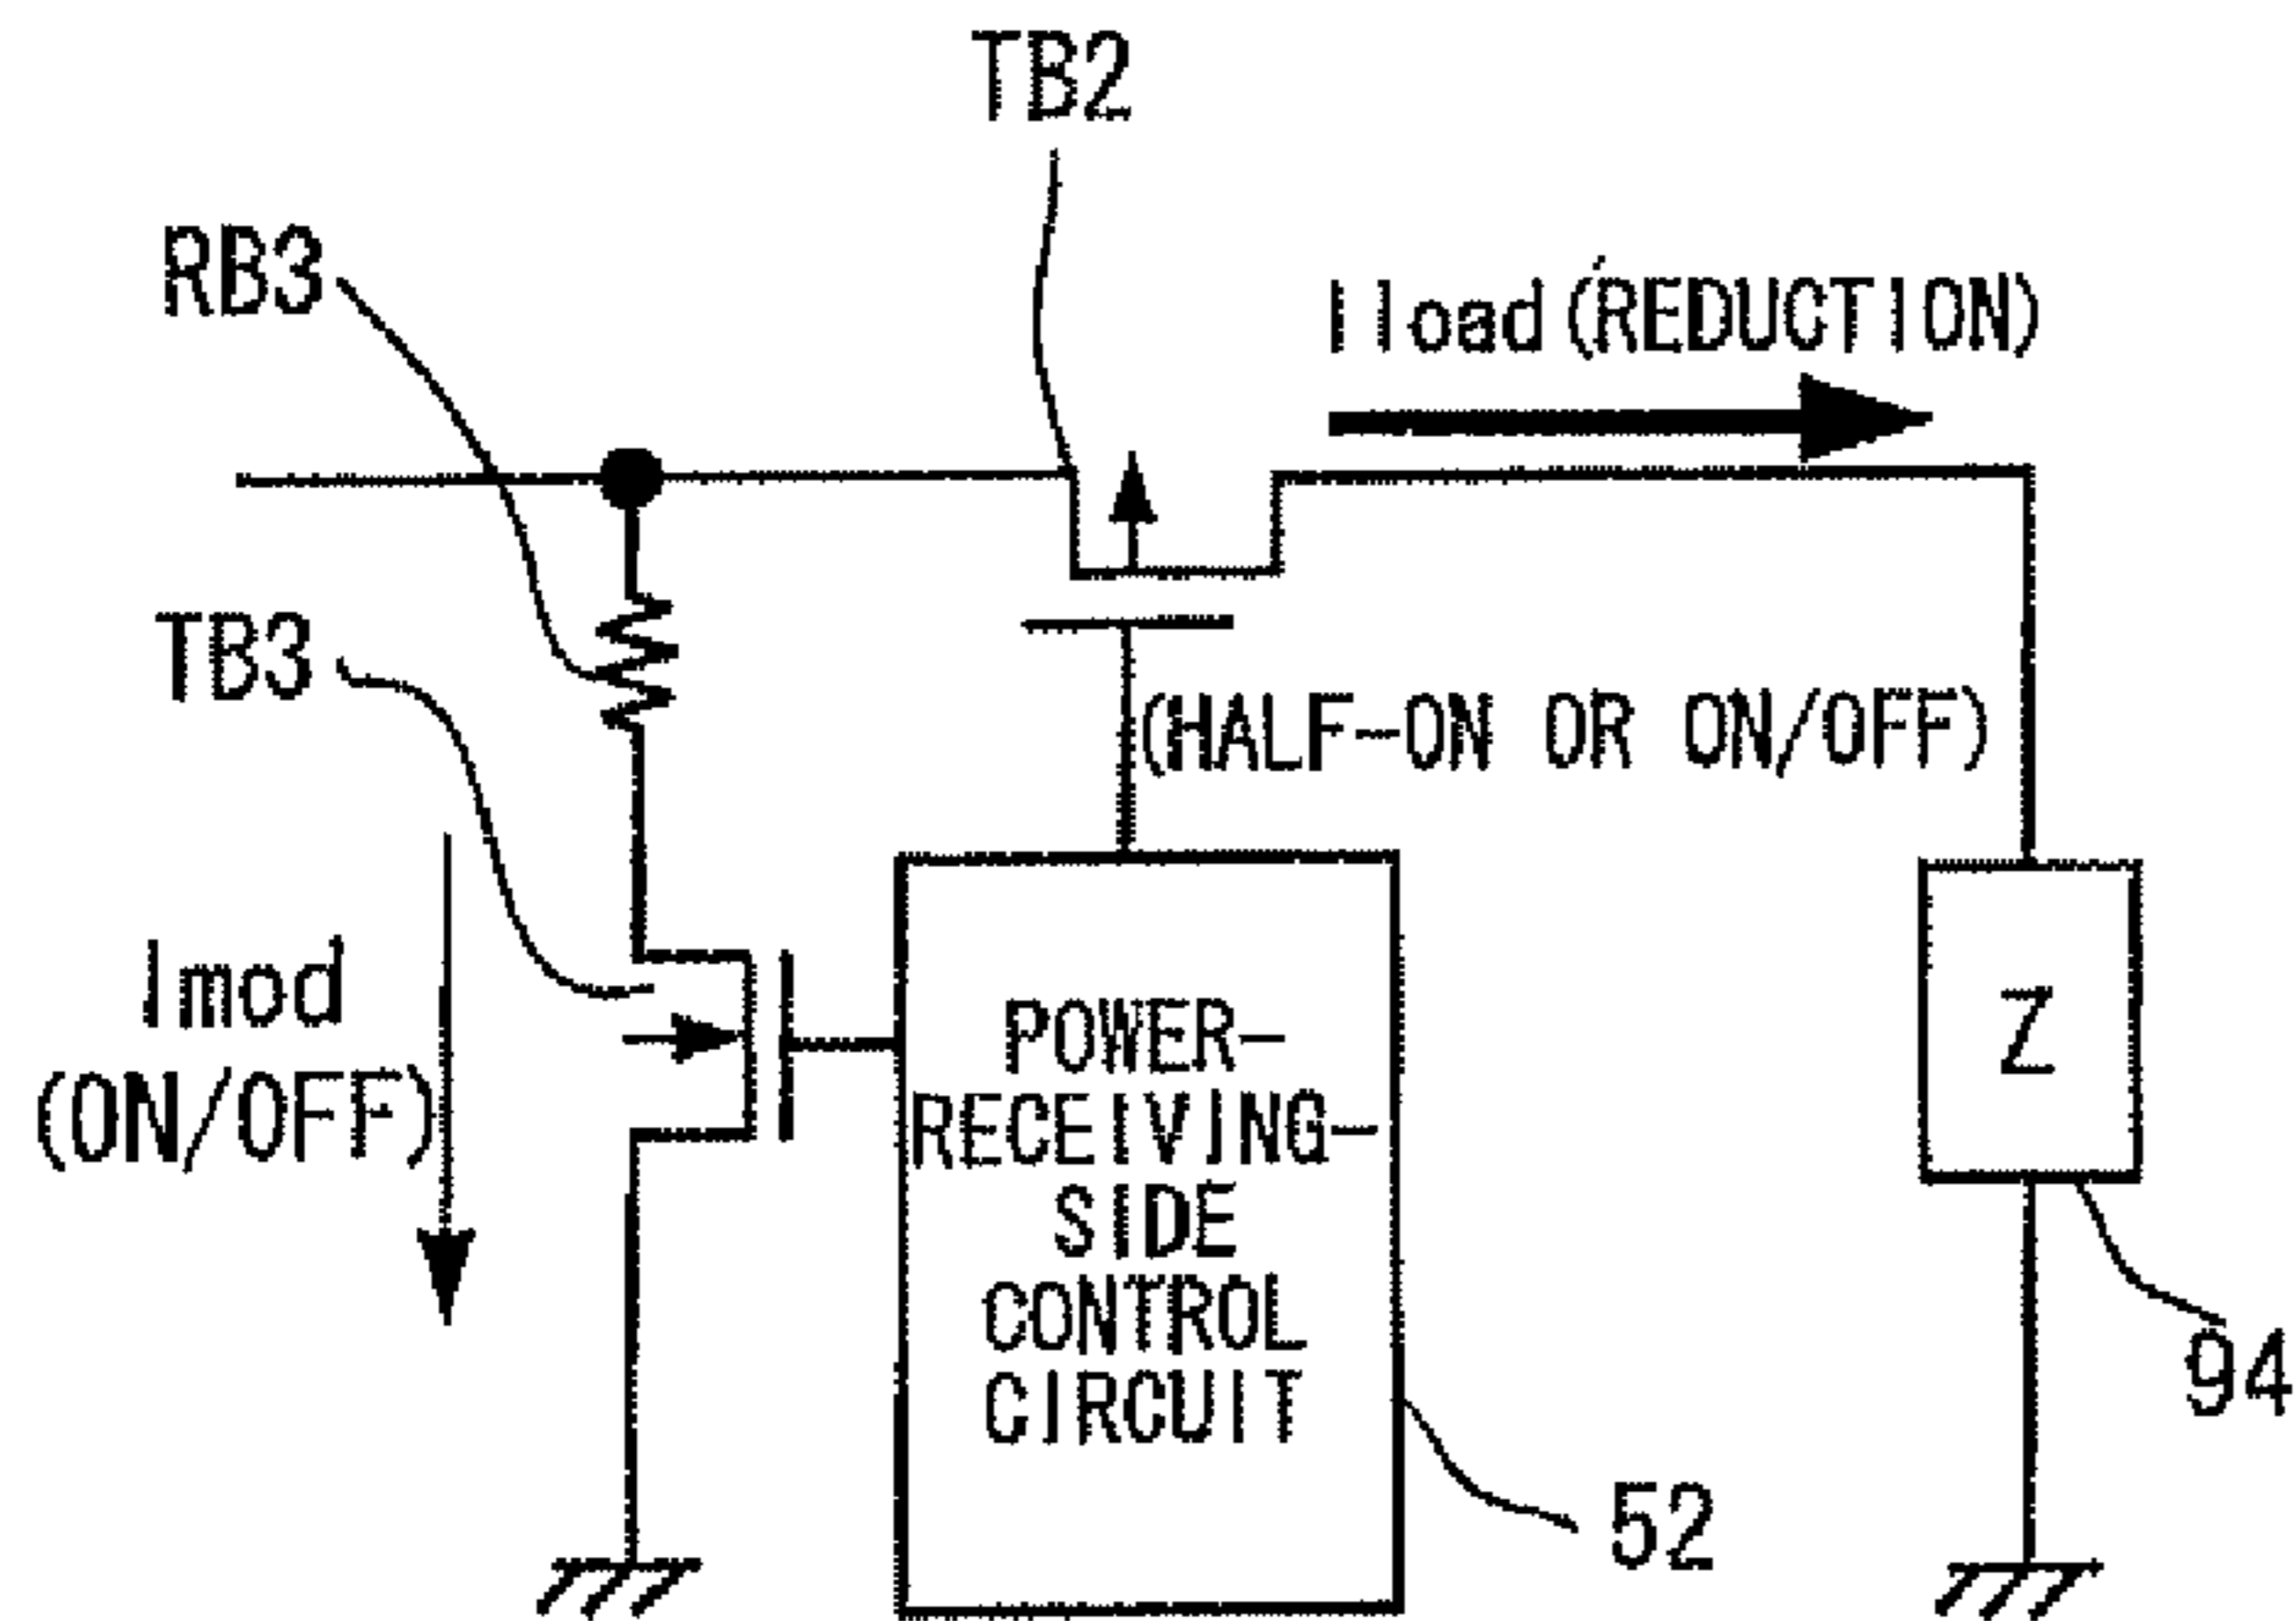 TB2
RB3
Iload(REDUCTION)
TB3
(HALF-ON OR ON/OFF)
Imod
(ON/OFF)
POWER-
RECEIVING-
SIDE
CONTROL
CIRCUIT
Z
94
52